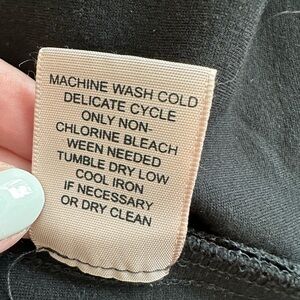 MACHINE WASH COLD
DELICATE CYCLE
ONLY NON-
CHLORINE BLEACH
WEEN NEEDED
TUMBLE DRY LOW
COOL IRON
IF NECESSARY
OR DRY CLEAN